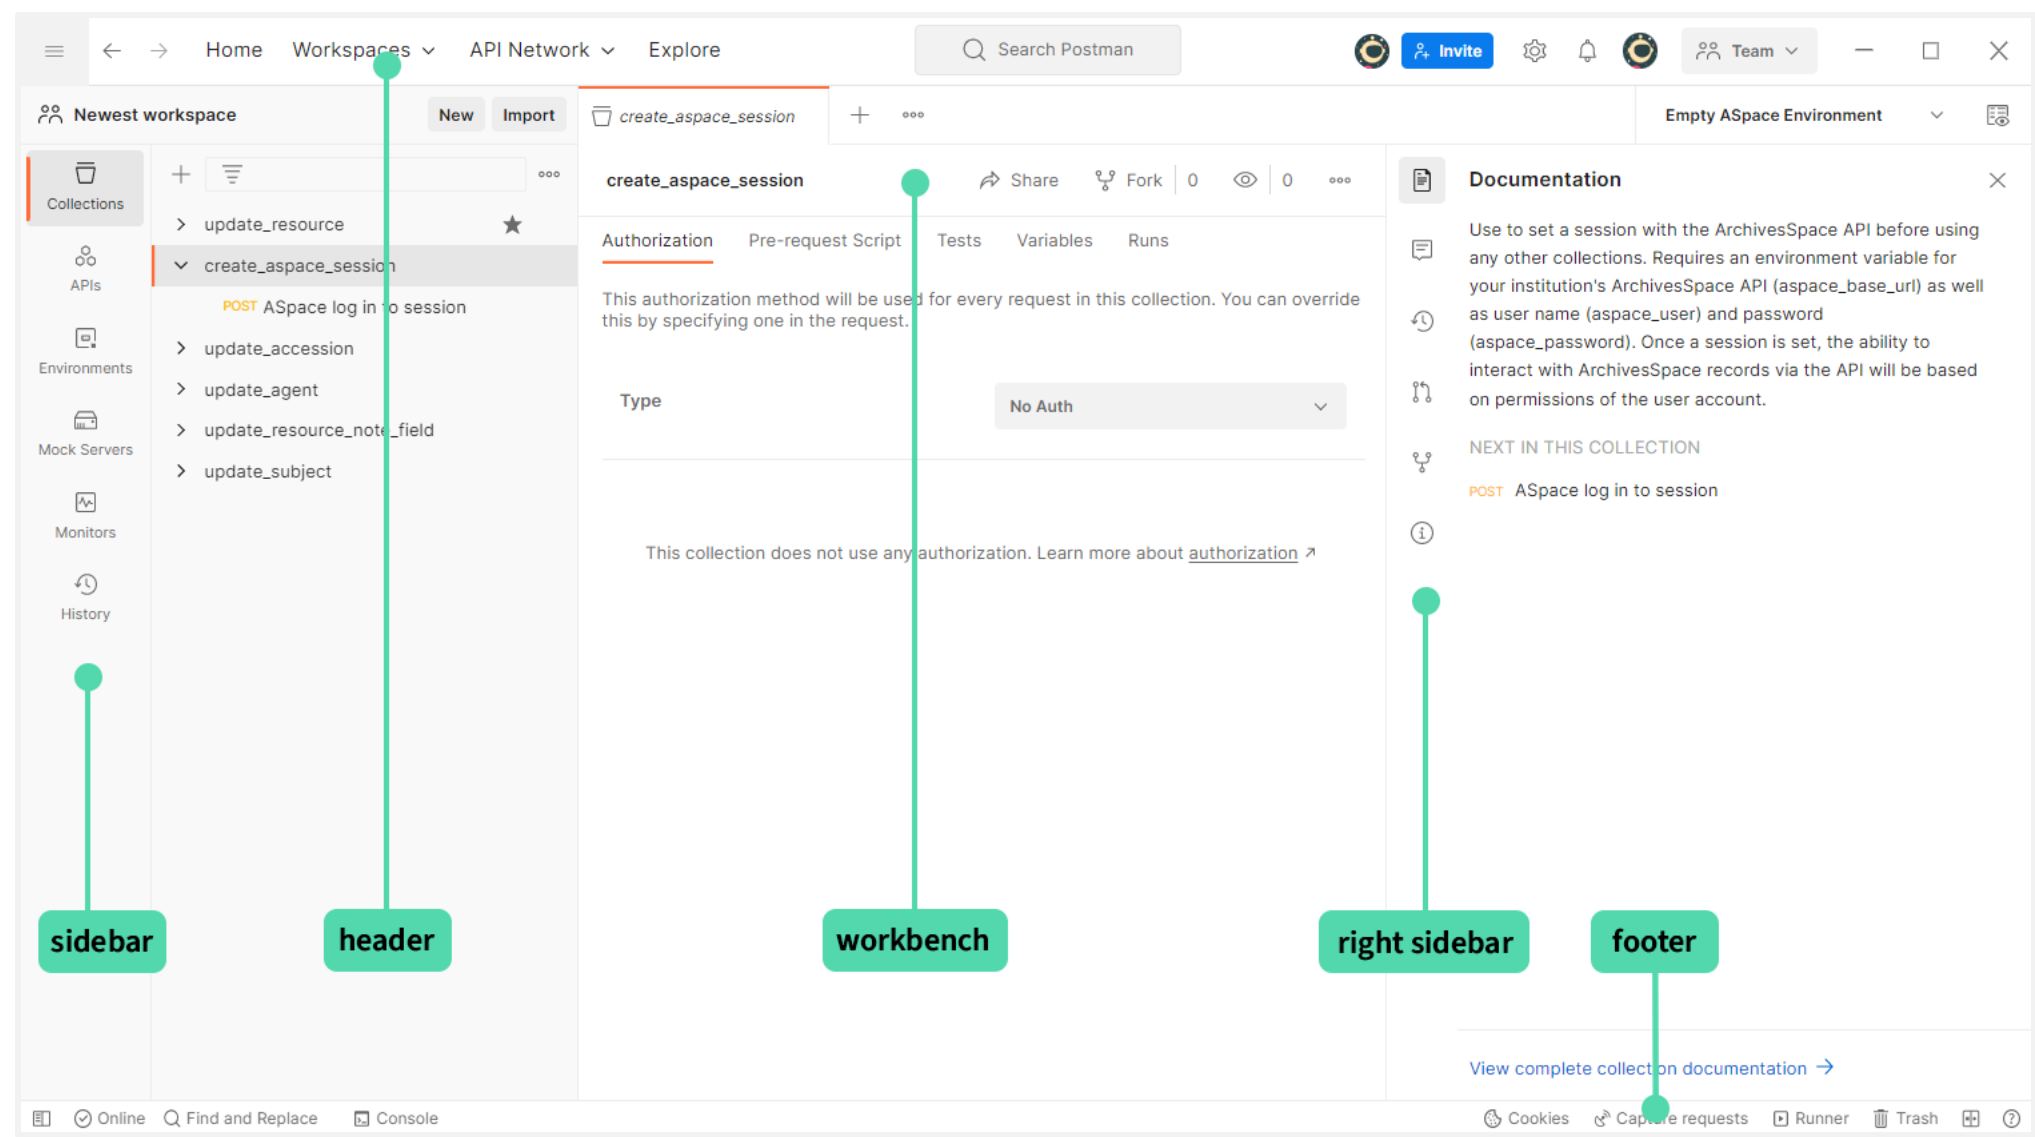 Home Workspaces API Network Explore Search Postman Invite Team
Newest workspace New Import create_aspace_session Empty ASpace Environment
Collections
APIs
Environments
Mock Servers
Monitors
History
update_resource
create_aspace_session
POST ASpace log in to session
update_accession
update_agent
update_resource_note_field
update_subject
create_aspace_session Share Fork 0 0
Authorization Pre-request Script Tests Variables Runs
This authorization method will be used for every request in this collection. You can override
this by specifying one in the request.
Type No Auth
This collection does not use any authorization. Learn more about authorization
Documentation
Use to set a session with the ArchivesSpace API before using
any other collections. Requires an environment variable for
your institution's ArchivesSpace API (aspace_base_url) as well
as user name (aspace_user) and password
(aspace_password). Once a session is set, the ability to
interact with ArchivesSpace records via the API will be based
on permissions of the user account.
NEXT IN THIS COLLECTION
POST ASpace log in to session
sidebar
header
workbench
right sidebar
footer
View complete collection documentation
Online Find and Replace Console Cookies Capture requests Runner Trash